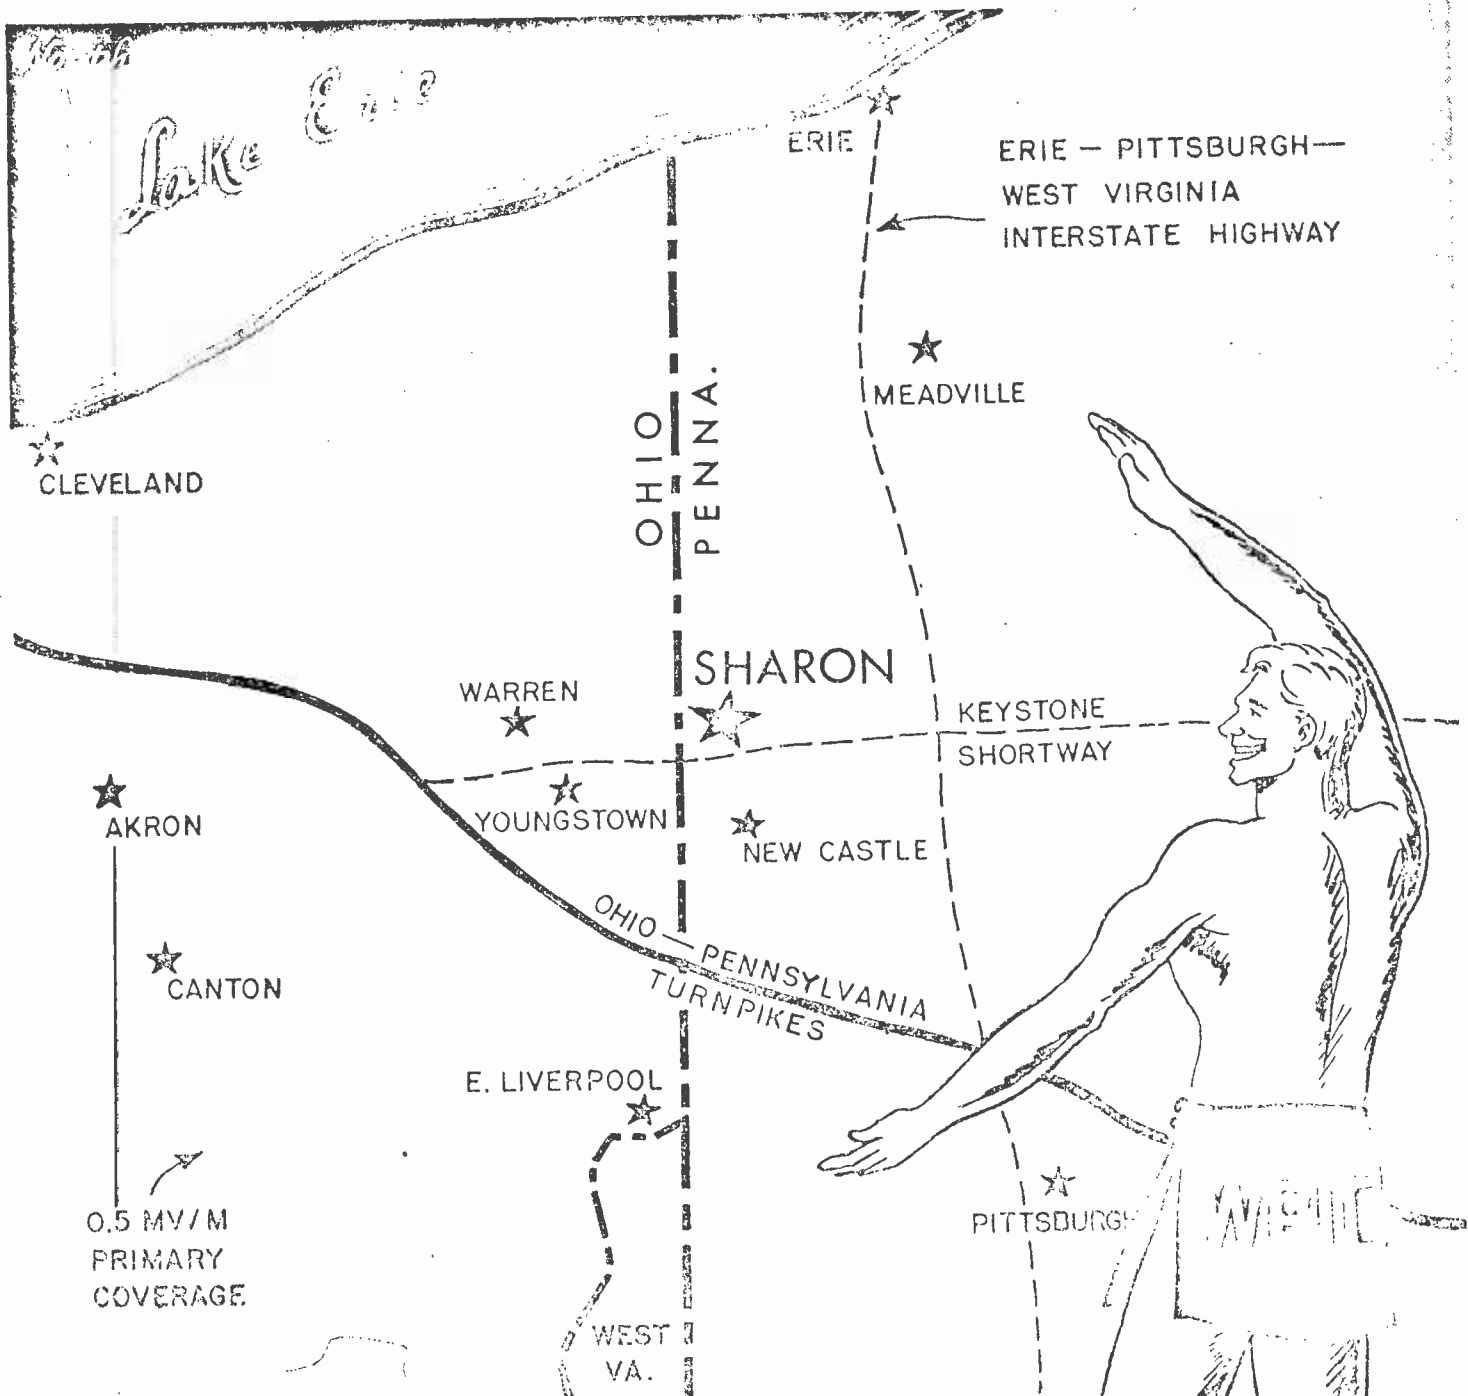 Lake Erie
ERIE
ERIE — PITTSBURGH—
WEST VIRGINIA
INTERSTATE HIGHWAY
MEADVILLE
OHIO
PENNA.
CLEVELAND
SHARON
WARREN
KEYSTONE
SHORTWAY
AKRON
YOUNGSTOWN
NEW CASTLE
OHIO — PENNSYLVANIA
TURNPIKES
CANTON
E. LIVERPOOL
PITTSBURGH
0.5 MV/M
PRIMARY
COVERAGE
WEST
VA.